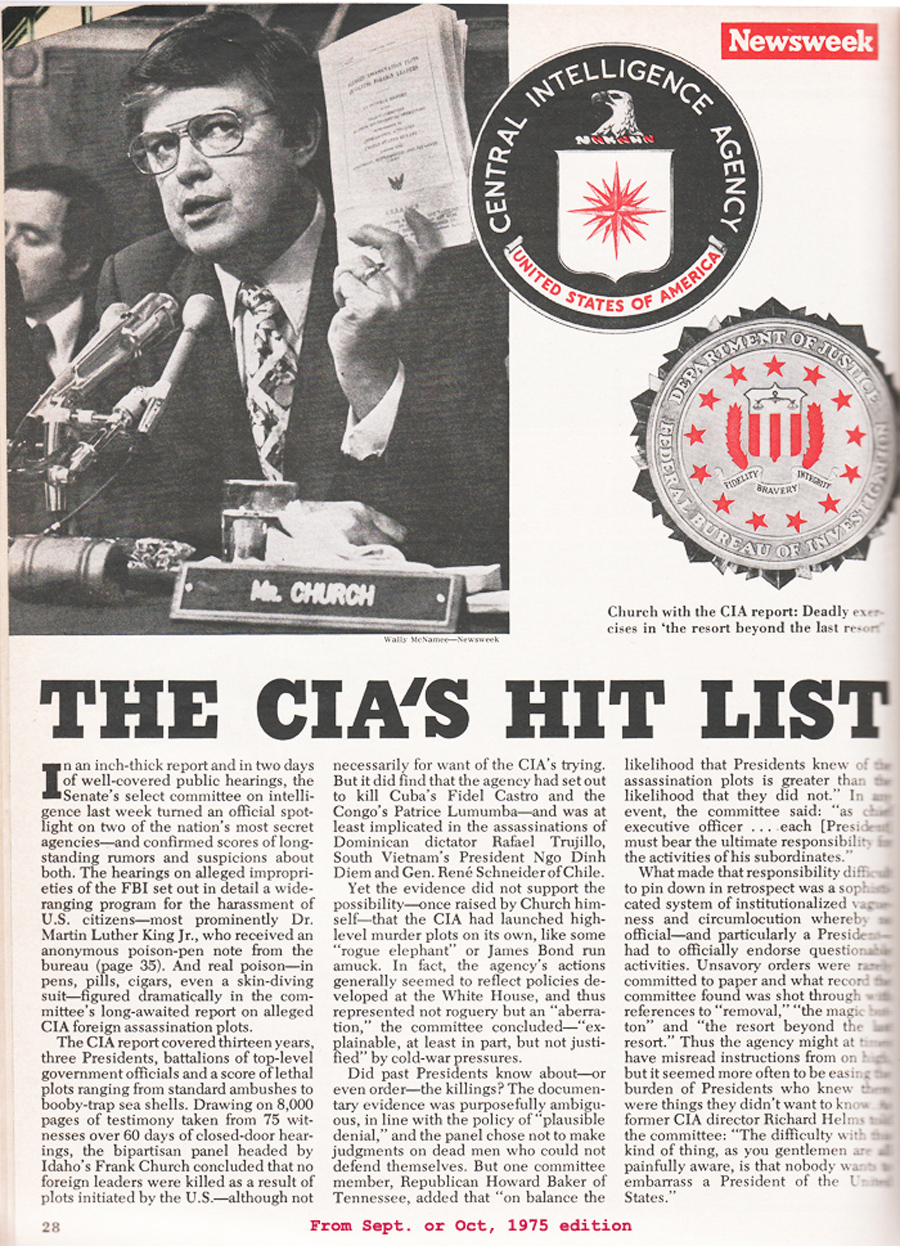 Newsweek
CENTRAL INTELLIGENCE AGENCY
UNITED STATES OF AMERICA
DEPARTMENT OF JUSTICE
FEDERAL BUREAU OF INVESTIGATION
FIDELITY
BRAVERY
INTEGRITY
Mr. CHURCH
Wally McNamee—Newsweek
Church with the CIA report: Deadly exer-
cises in ‘the resort beyond the last resort’
THE CIA’S HIT LIST
In an inch-thick report and in two days
of well-covered public hearings, the
Senate’s select committee on intelli-
gence last week turned an official spot-
light on two of the nation’s most secret
agencies—and confirmed scores of long-
standing rumors and suspicions about
both. The hearings on alleged impropri-
eties of the FBI set out in detail a wide-
ranging program for the harassment of
U.S. citizens—most prominently Dr.
Martin Luther King Jr., who received an
anonymous poison-pen note from the
bureau (page 35). And real poison—in
pens, pills, cigars, even a skin-diving
suit—figured dramatically in the com-
mittee’s long-awaited report on alleged
CIA foreign assassination plots.
The CIA report covered thirteen years,
three Presidents, battalions of top-level
government officials and a score of lethal
plots ranging from standard ambushes to
booby-trap sea shells. Drawing on 8,000
pages of testimony taken from 75 wit-
nesses over 60 days of closed-door hear-
ings, the bipartisan panel headed by
Idaho’s Frank Church concluded that no
foreign leaders were killed as a result of
plots initiated by the U.S.—although not
necessarily for want of the CIA’s trying.
But it did find that the agency had set out
to kill Cuba’s Fidel Castro and the
Congo’s Patrice Lumumba—and was at
least implicated in the assassinations of
Dominican dictator Rafael Trujillo,
South Vietnam’s President Ngo Dinh
Diem and Gen. René Schneider of Chile.
Yet the evidence did not support the
possibility—once raised by Church him-
self—that the CIA had launched high-
level murder plots on its own, like some
“rogue elephant” or James Bond run
amuck. In fact, the agency’s actions
generally seemed to reflect policies de-
veloped at the White House, and thus
represented not roguery but an “aberra-
tion,” the committee concluded—“ex-
plainable, at least in part, but not justi-
fied” by cold-war pressures.
Did past Presidents know about—or
even order—the killings? The documen-
tary evidence was purposefully ambigu-
ous, in line with the policy of “plausible
denial,” and the panel chose not to make
judgments on dead men who could not
defend themselves. But one committee
member, Republican Howard Baker of
Tennessee, added that “on balance the
likelihood that Presidents knew of the
assassination plots is greater than the
likelihood that they did not.” In any
event, the committee said: “as chief
executive officer . . . . each [President]
must bear the ultimate responsibility for
the activities of his subordinates.”
What made that responsibility difficult
to pin down in retrospect was a sophisti-
cated system of institutionalized vague-
ness and circumlocution whereby no
official—and particularly a President—
had to officially endorse questionable
activities. Unsavory orders were rarely
committed to paper and what record the
committee found was shot through with
references to “removal,” “the magic but-
ton” and “the resort beyond the last
resort.” Thus the agency might at times
have misread instructions from on high,
but it seemed more often to be easing the
burden of Presidents who knew there
were things they didn’t want to know. As
former CIA director Richard Helms told
the committee: “The difficulty with this
kind of thing, as you gentlemen are all
painfully aware, is that nobody wants to
embarrass a President of the United
States.”
28
From Sept. or Oct, 1975 edition